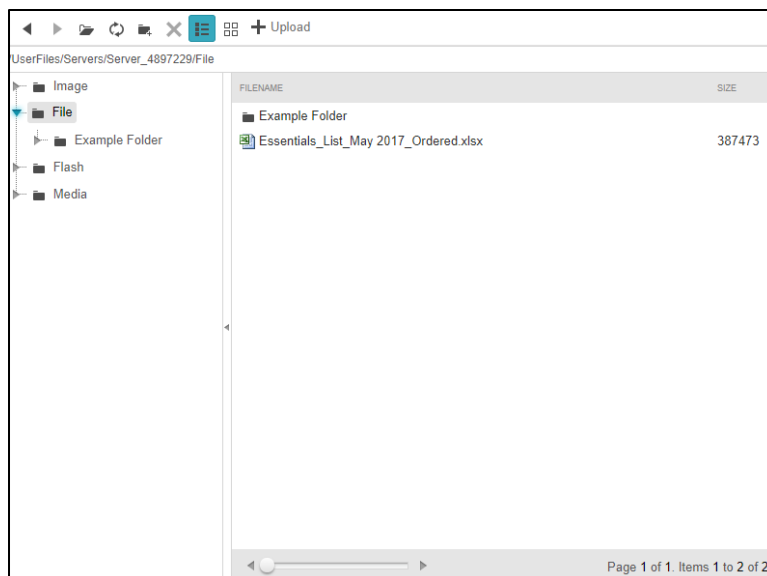 Upload
/UserFiles/Servers/Server_4897229/File
Image
File
Example Folder
Flash
Media
FILENAME SIZE
Example Folder
Essentials_List_May 2017_Ordered.xlsx 387473
Page 1 of 1. Items 1 to 2 of 2